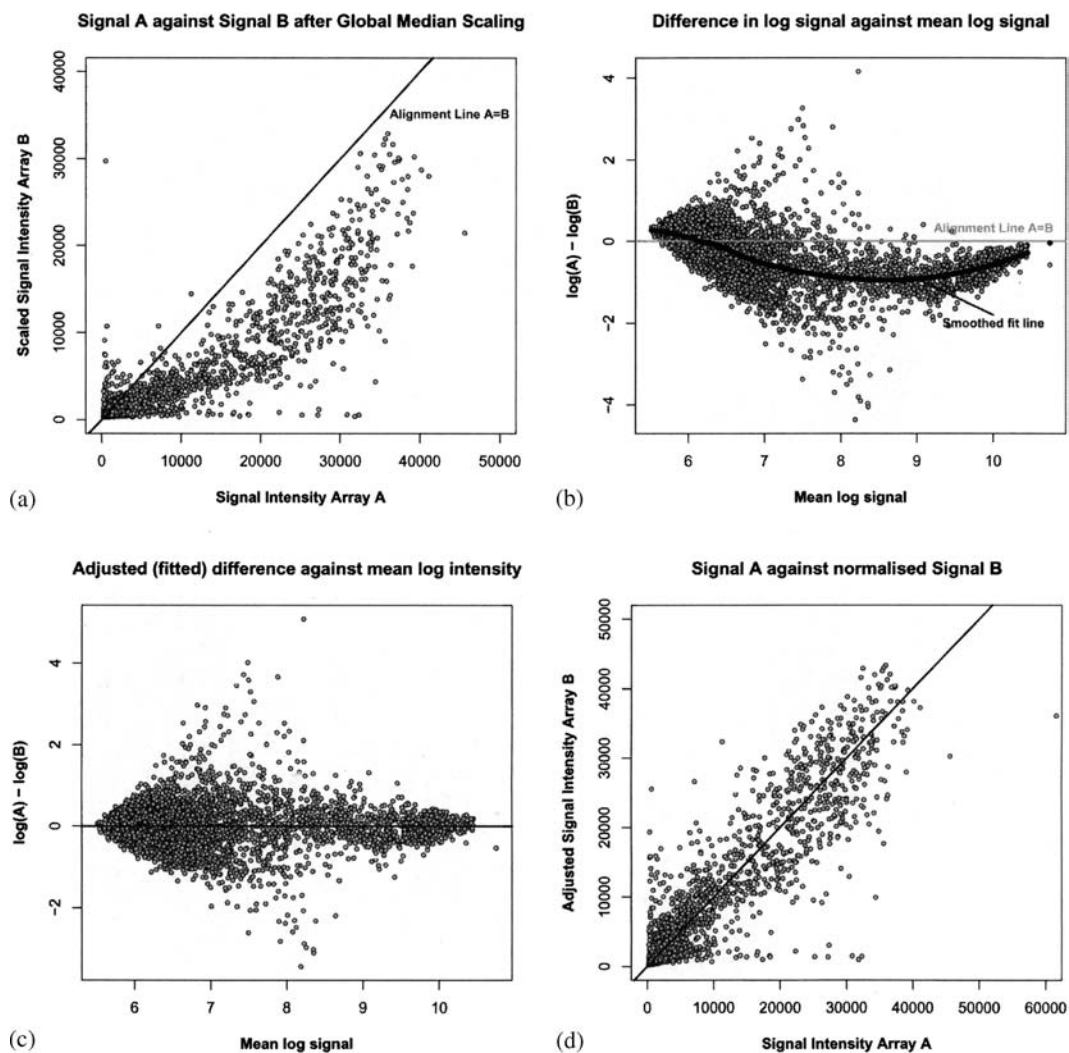 Signal A against Signal B after Global Median Scaling
Scaled Signal Intensity Array B
40000
30000
20000
10000
0
Alignment Line A=B
0 10000 20000 30000 40000 50000
Signal Intensity Array A
(a)
Difference in log signal against mean log signal
log(A) − log(B)
4
2
0
−2
−4
Alignment Line A=B
Smoothed fit line
6 7 8 9 10
Mean log signal
(b)
Adjusted (fitted) difference against mean log intensity
log(A) − log(B)
4
2
0
−2
6 7 8 9 10
Mean log signal
(c)
Signal A against normalised Signal B
Adjusted Signal Intensity Array B
50000
40000
30000
20000
10000
0
0 10000 20000 30000 40000 50000 60000
Signal Intensity Array A
(d)